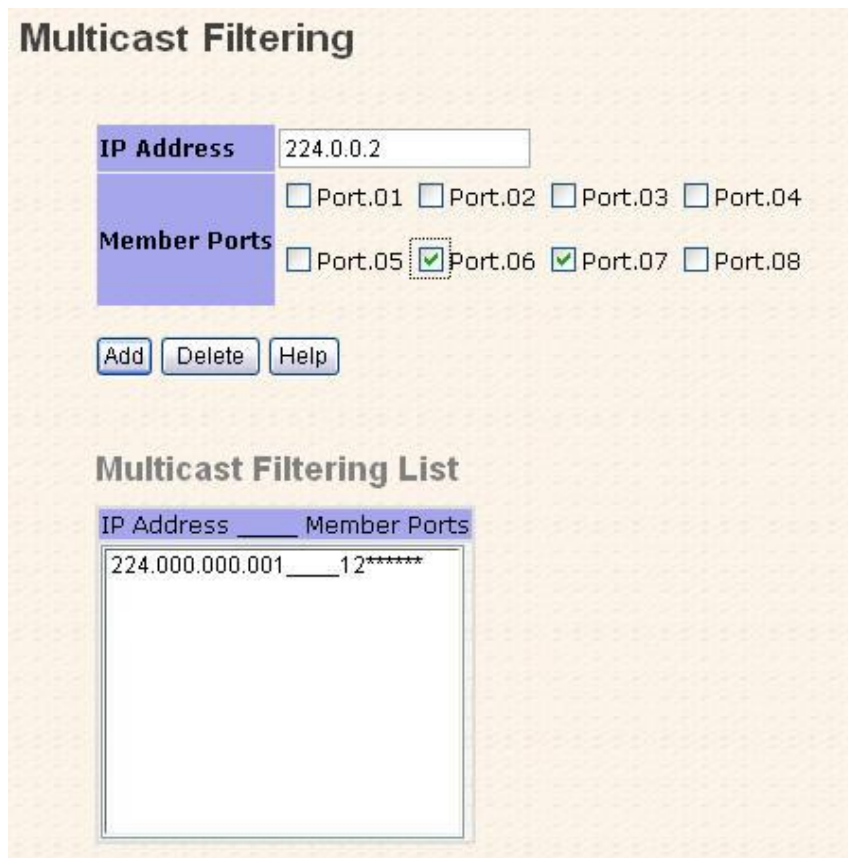 Multicast Filtering
IP Address 224.0.0.2
Member Ports
Port.01 Port.02 Port.03 Port.04
Port.05 Port.06 Port.07 Port.08
Add Delete Help
Multicast Filtering List
IP Address _____ Member Ports
224.000.000.001_____12******